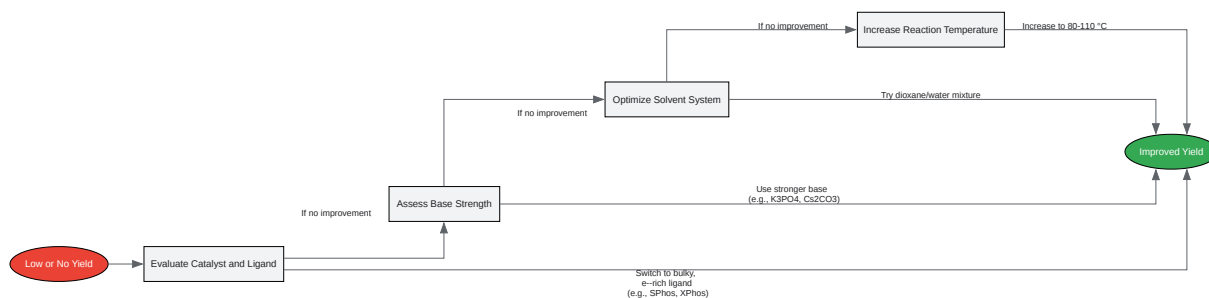 If no improvement
Increase Reaction Temperature
Increase to 80-110 °C
Optimize Solvent System
Try dioxane/water mixture
If no improvement
Improved Yield
Assess Base Strength
Use stronger base
(e.g., K3PO4, Cs2CO3)
If no improvement
Low or No Yield
Evaluate Catalyst and Ligand
Switch to bulky,
e--rich ligand
(e.g., SPhos, XPhos)